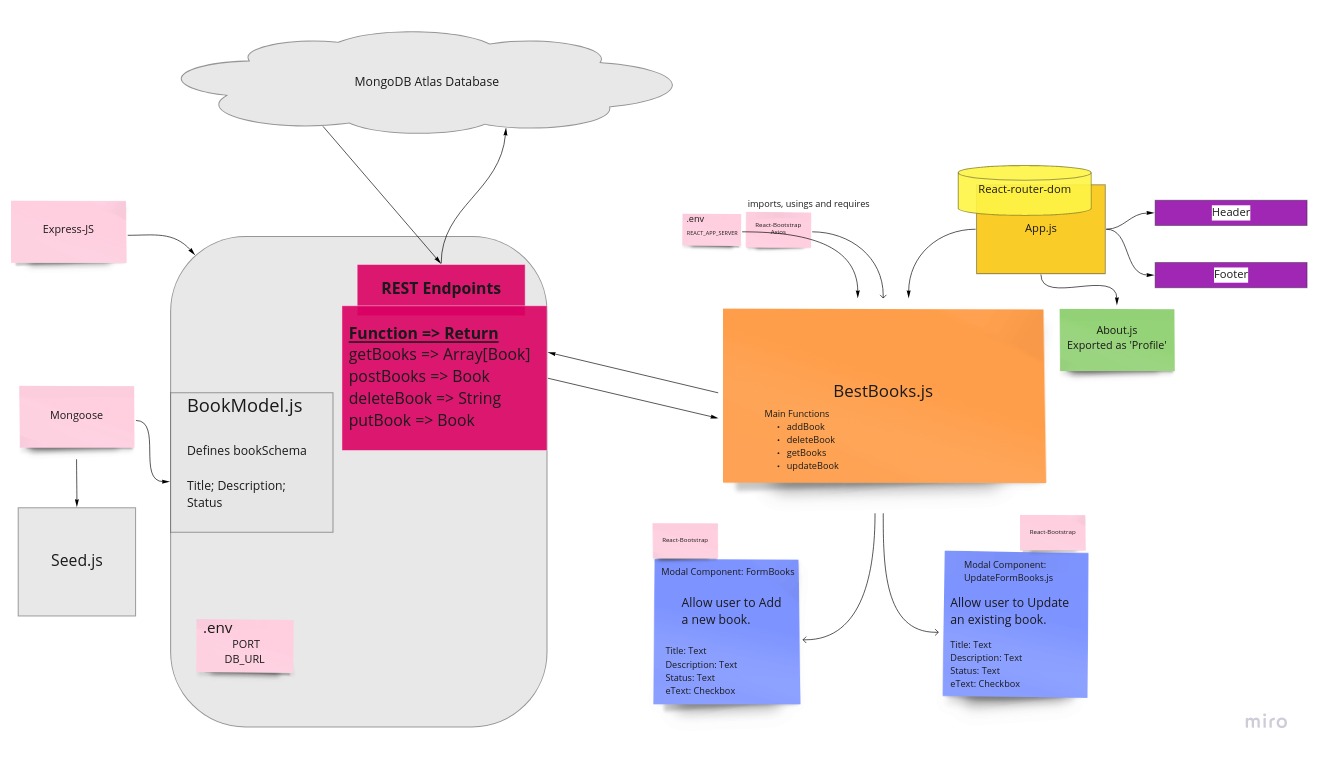 MongoDB Atlas Database
Express-JS
REST Endpoints
Function => Return
getBooks => Array[Book]
postBooks => Book
deleteBook => String
putBook => Book
Mongoose
BookModel.js
Defines bookSchema
Title; Description;
Status
Seed.js
.env
PORT
DB_URL
imports, usings and requires
.env
REACT_APP_SERVER
React-Bootstrap
Axios
React-router-dom
App.js
Header
Footer
About.js
Exported as 'Profile'
BestBooks.js
Main Functions
• addBook
• deleteBook
• getBooks
• updateBook
React-Bootstrap
Modal Component: FormBooks
Allow user to Add
a new book.
Title: Text
Description: Text
Status: Text
eText: Checkbox
React-Bootstrap
Modal Component:
UpdateFormBooks.js
Allow user to Update
an existing book.
Title: Text
Description: Text
Status: Text
eText: Checkbox
miro